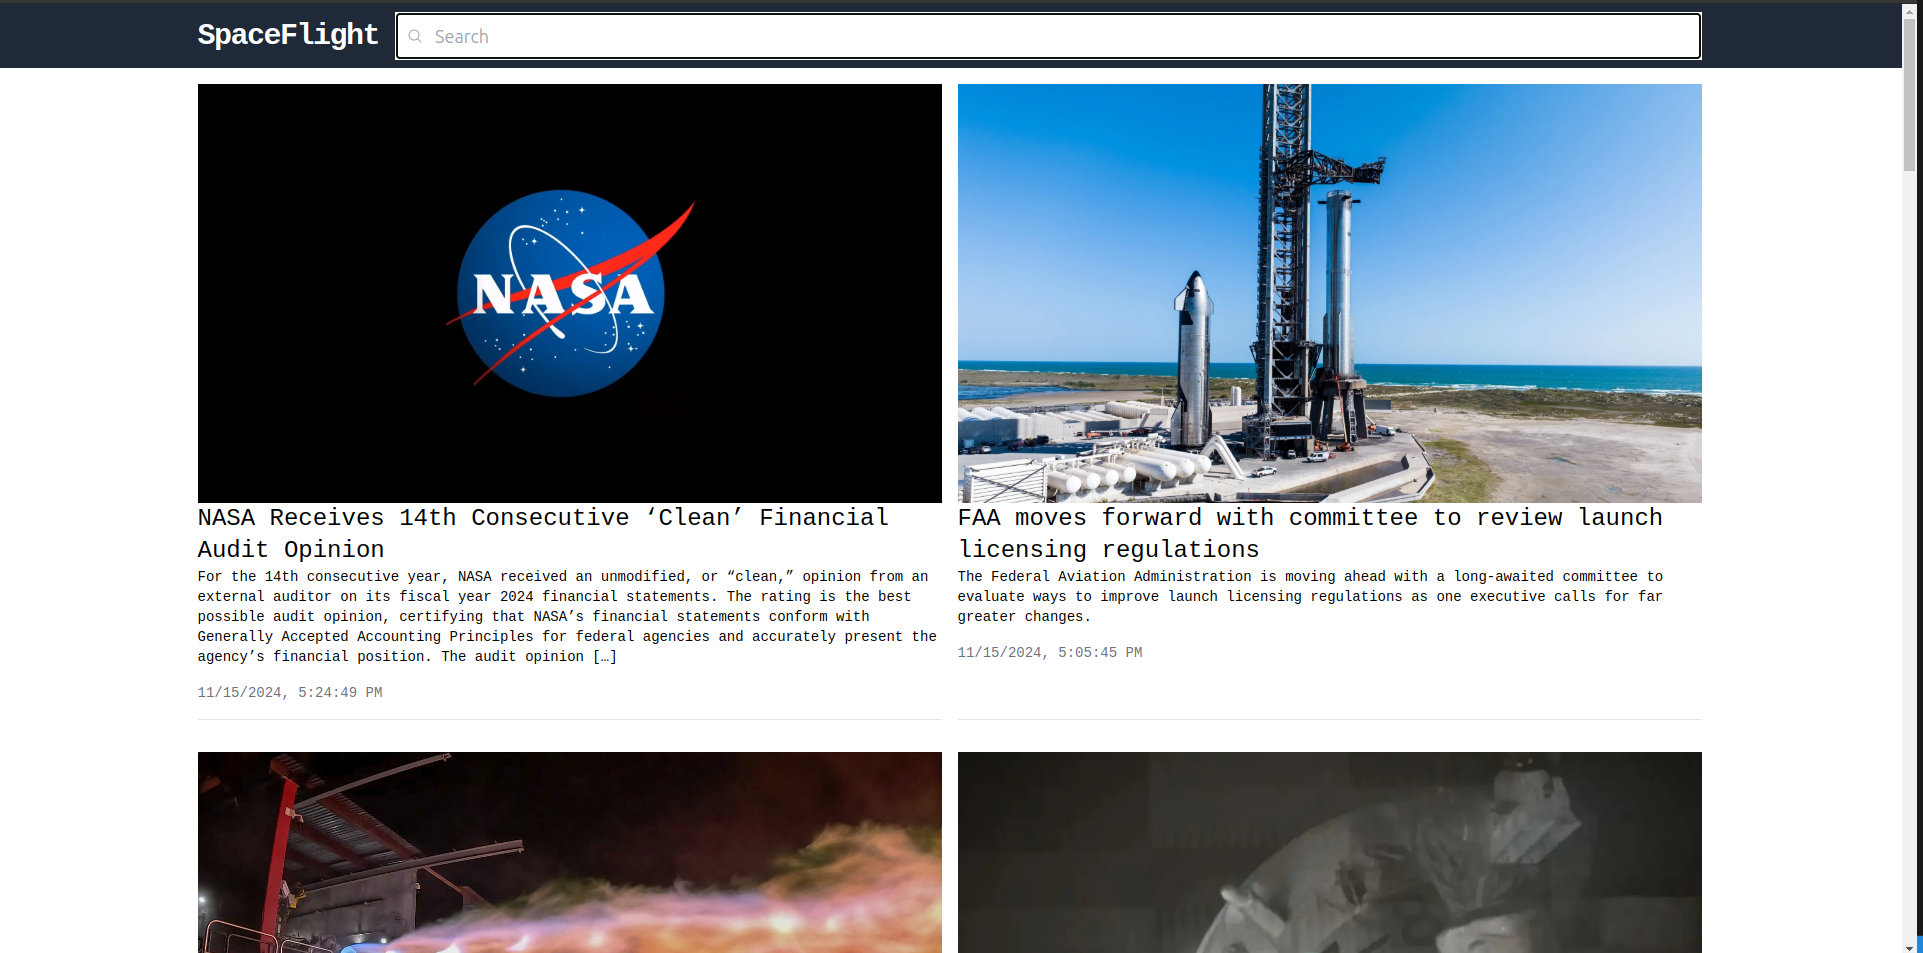 SpaceFlight
Search
NASA
NASA Receives 14th Consecutive ‘Clean’ Financial
Audit Opinion
For the 14th consecutive year, NASA received an unmodified, or “clean,” opinion from an
external auditor on its fiscal year 2024 financial statements. The rating is the best
possible audit opinion, certifying that NASA’s financial statements conform with
Generally Accepted Accounting Principles for federal agencies and accurately present the
agency’s financial position. The audit opinion […]
11/15/2024, 5:24:49 PM
FAA moves forward with committee to review launch
licensing regulations
The Federal Aviation Administration is moving ahead with a long-awaited committee to
evaluate ways to improve launch licensing regulations as one executive calls for far
greater changes.
11/15/2024, 5:05:45 PM